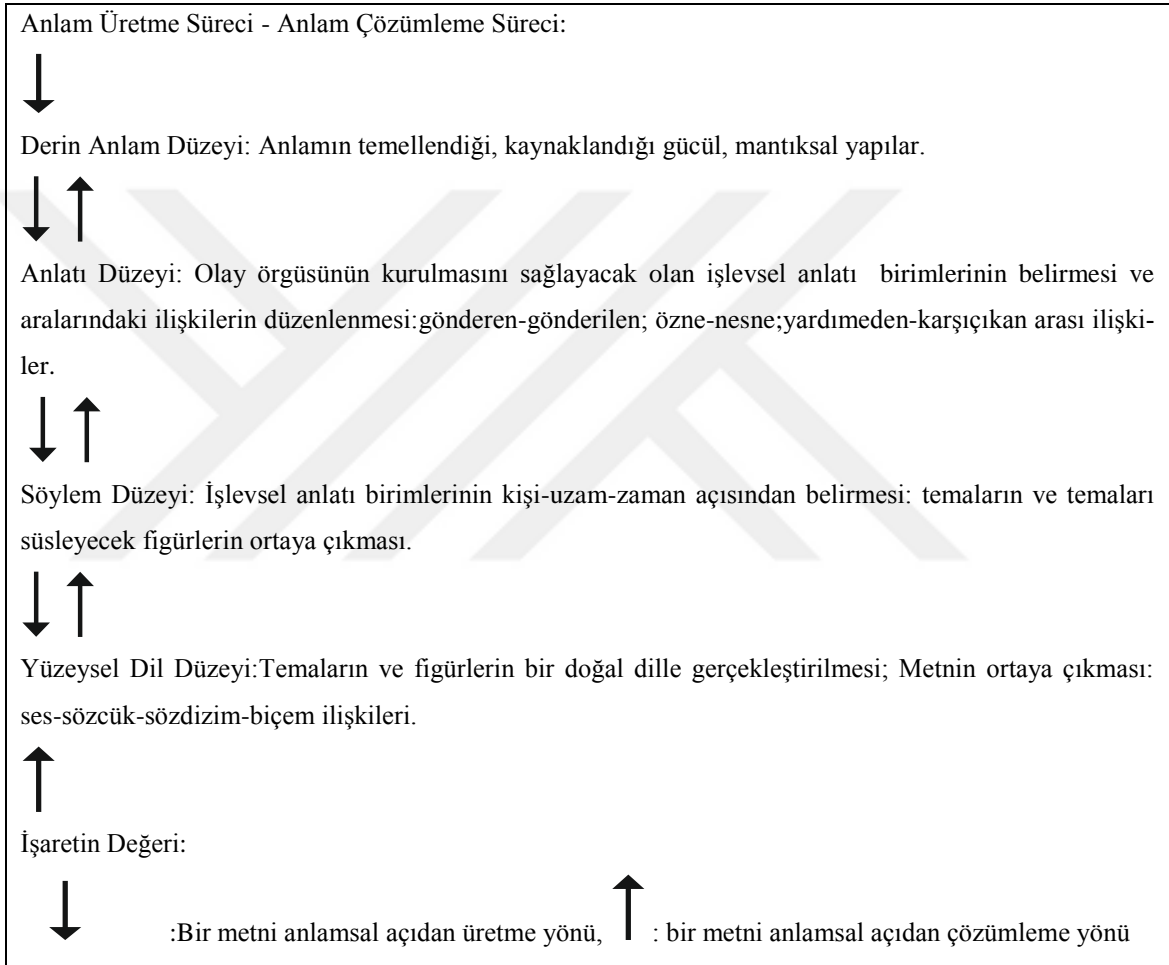 Anlam Üretme Süreci - Anlam Çözümleme Süreci:
↓
Derin Anlam Düzeyi: Anlamın temellendiği, kaynaklandığı gücül, mantıksal yapılar.
↓ ↑
Anlatı Düzeyi: Olay örgüsünün kurulmasını sağlayacak olan işlevsel anlatı birimlerinin belirmesi ve
aralarındaki ilişkilerin düzenlenmesi:gönderen-gönderilen; özne-nesne;yardımeden-karşıçıkan arası ilişki-
ler.
↓ ↑
Söylem Düzeyi: İşlevsel anlatı birimlerinin kişi-uzam-zaman açısından belirmesi: temaların ve temaları
süsleyecek figürlerin ortaya çıkması.
↓ ↑
Yüzeysel Dil Düzeyi:Temaların ve figürlerin bir doğal dille gerçekleştirilmesi; Metnin ortaya çıkması:
ses-sözcük-sözdizim-biçem ilişkileri.
↑
İşaretin Değeri:
↓ :Bir metni anlamsal açıdan üretme yönü, ↑ : bir metni anlamsal açıdan çözümleme yönü